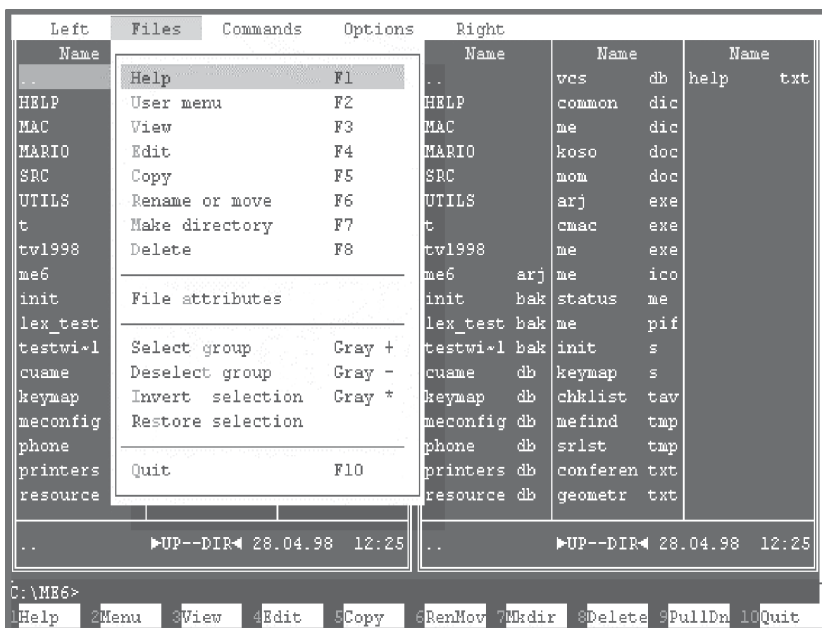 Left Files Commands Options Right
Name Name Name Name
.. Help F1 .. vcs db help txt
HELP User menu F2 HELP common dic
MAC View F3 MAC me dic
MARIO Edit F4 MARIO koso doc
SRC Copy F5 SRC mom doc
UTILS Rename or move F6 UTILS arj exe
t Make directory F7 t cmac exe
tv1998 Delete F8 tv1998 me exe
me6 me6 arj me ico
init File attributes init bak status me
lex_test lex_test bak me pif
testwi~1 Select group Gray + testwi~1 bak init s
cuame Deselect group Gray - cuame db keymap s
keymap Invert selection Gray * keymap db chklist tav
meconfig Restore selection meconfig db mefind tmp
phone phone db srlst tmp
printers Quit F10 printers db conferen txt
resource resource db geometr txt
.. ►UP--DIR◄ 28.04.98 12:25 .. ►UP--DIR◄ 28.04.98 12:25
C:\ME6>
1Help 2Menu 3View 4Edit 5Copy 6RenMov 7Mkdir 8Delete 9PullDn 10Quit